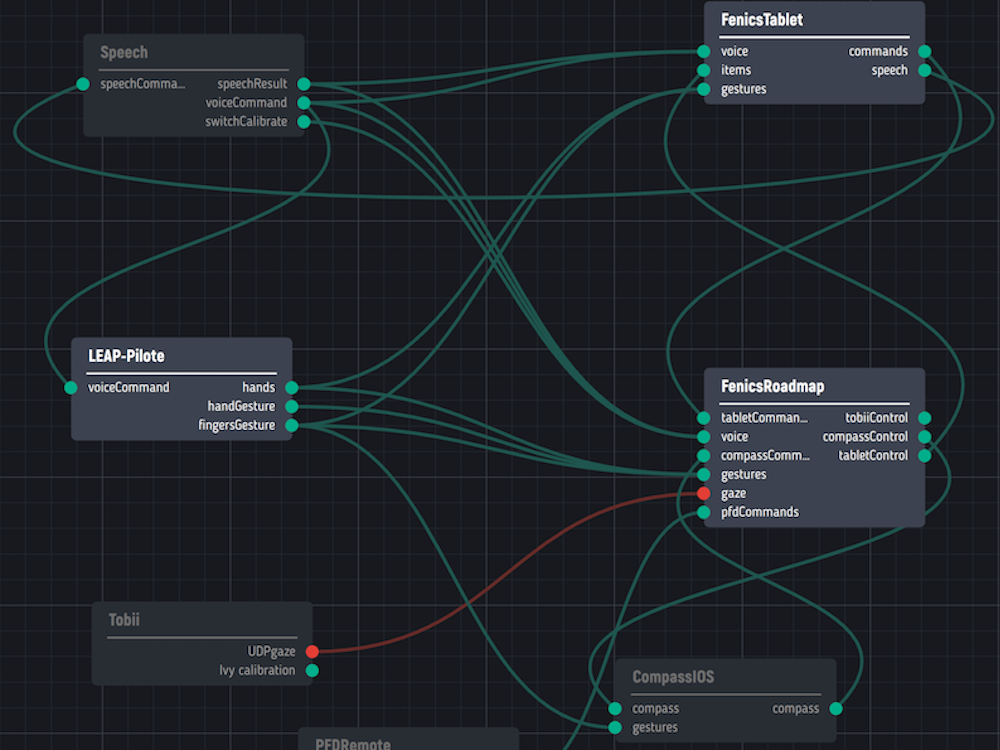 Speech
speechComma... speechResult
voiceCommand
switchCalibrate
FenicsTablet
voice commands
items speech
gestures
LEAP-Pilote
voiceCommand hands
handGesture
fingersGesture
FenicsRoadmap
tabletComman... tobiiControl
voice compassControl
compassComm... tabletControl
gestures
gaze
pfdCommands
Tobii
UDPgaze
Ivy calibration
CompassIOS
compass compass
gestures
PFDRemote